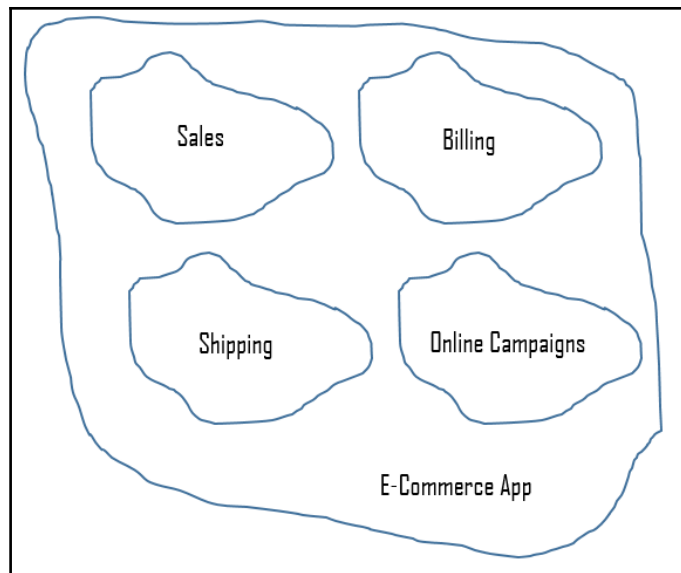 Sales
Billing
Shipping
Online Campaigns
E-Commerce App